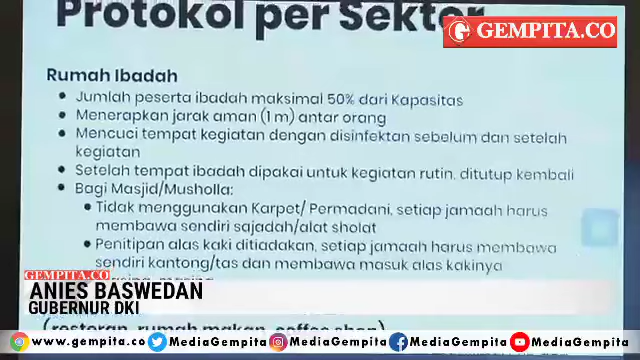 Protokol per Sektor
GEMPITA.CO
Rumah Ibadah
• Jumlah peserta ibadah maksimal 50% dari Kapasitas
• Menerapkan jarak aman (1 m) antar orang
• Mencuci tempat kegiatan dengan disinfektan sebelum dan setelah
kegiatan
• Setelah tempat ibadah dipakai untuk kegiatan rutin, ditutup kembali
• Bagi Masjid/Musholla:
• Tidak menggunakan Karpet/ Permadani, setiap jamaah harus
membawa sendiri sajadah/alat sholat
• Penitipan alas kaki ditiadakan, setiap jamaah harus membawa
sendiri kantong/tas dan membawa masuk alas kakinya
GEMPITA.CO
ANIES BASWEDAN
GUBERNUR DKI
(restoran, rumah makan, coffee shop)
www.gempita.co MediaGempita MediaGempita MediaGempita MediaGempita